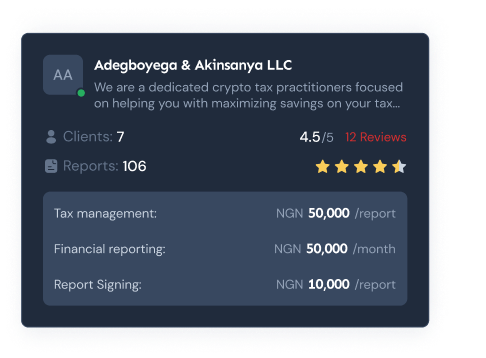 AA
Adegboyega & Akinsanya LLC
We are a dedicated crypto tax practitioners focused
on helping you with maximizing savings on your tax...
Clients: 7
4.5/5 12 Reviews
Reports: 106
Tax management: NGN 50,000 /report
Financial reporting: NGN 50,000 /month
Report Signing: NGN 10,000 /report